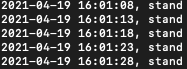 2021-04-19 16:01:08, stand
2021-04-19 16:01:13, stand
2021-04-19 16:01:18, stand
2021-04-19 16:01:23, stand
2021-04-19 16:01:28, stand